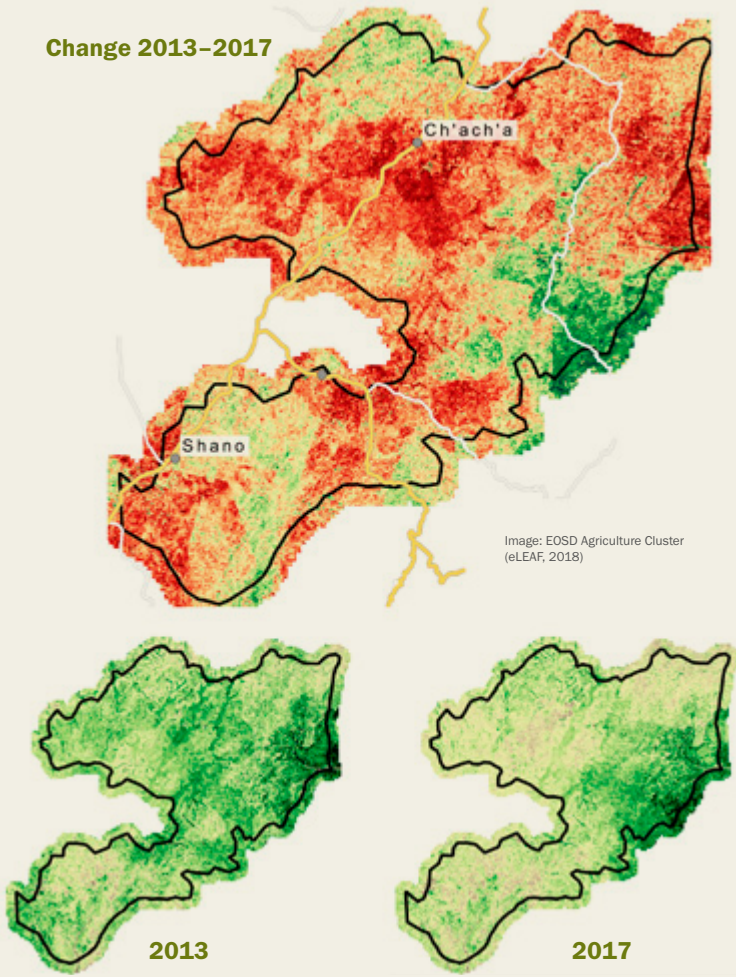 Change 2013–2017
Ch'ach'a
Shano
Image: EOSD Agriculture Cluster
(eLEAF, 2018)
2013
2017